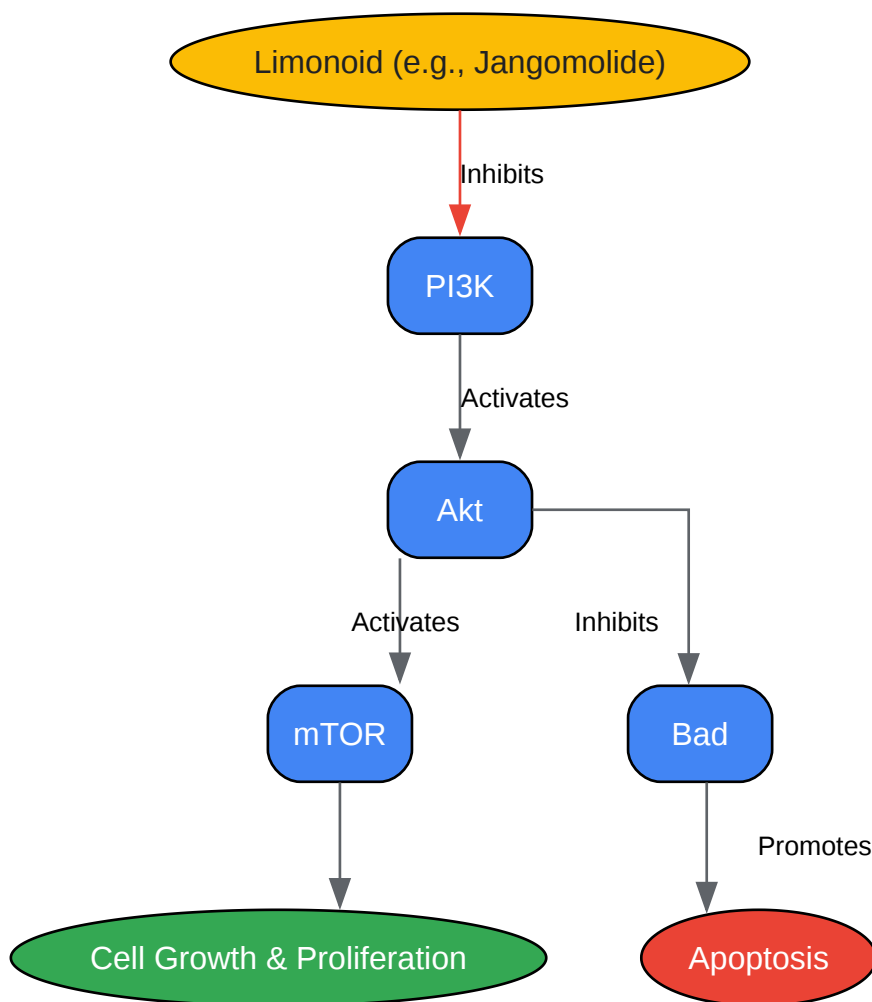 Limonoid (e.g., Jangomolide)
Inhibits
PI3K
Activates
Akt
Activates
Inhibits
mTOR
Bad
Promotes
Cell Growth & Proliferation
Apoptosis